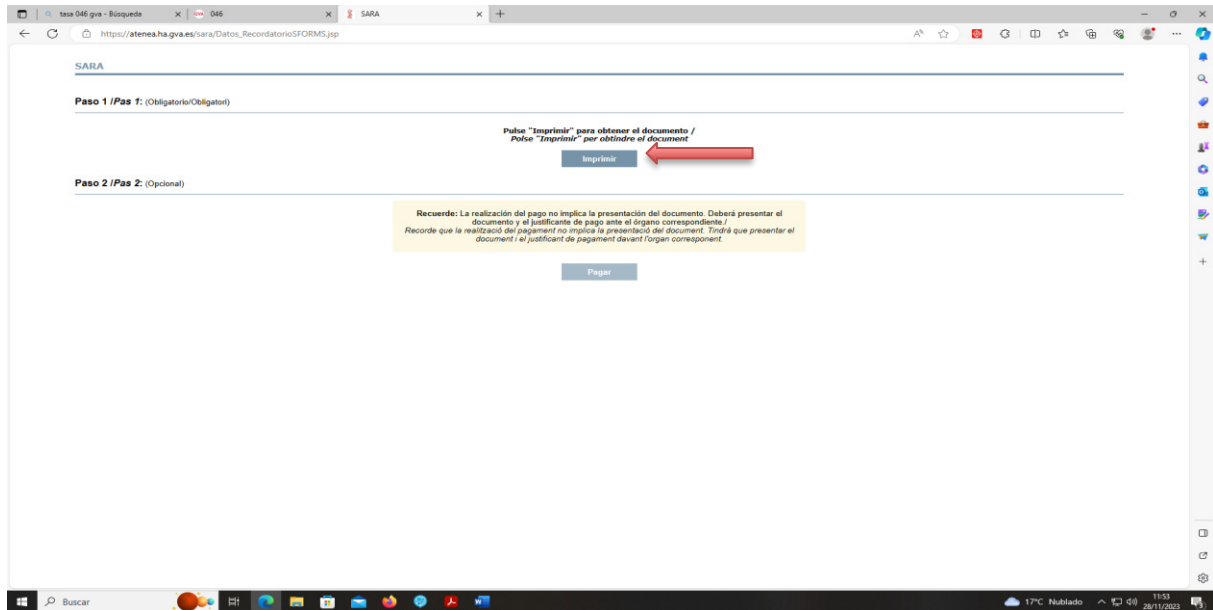 tasa 046 gva - Búsqueda
GVA 046
SARA
https://atenea.ha.gva.es/sara/Datos_RecordatorioSFORMS.jsp
SARA
Paso 1 /Pas 1: (Obligatorio/Obligatori)
Pulse "Imprimir" para obtener el documento /
Polse "Imprimir" per obtindre el document
Imprimir
Paso 2 /Pas 2: (Opcional)
Recuerde: La realización del pago no implica la presentación del documento. Deberá presentar el
documento y el justificante de pago ante el órgano correspondiente./
Recorde que la realització del pagament no implica la presentació del document. Tindrà que presentar el
document i el justificant de pagament davant l'organ corresponent.
Pagar
Buscar
17°C Nublado
11:53
28/11/2023